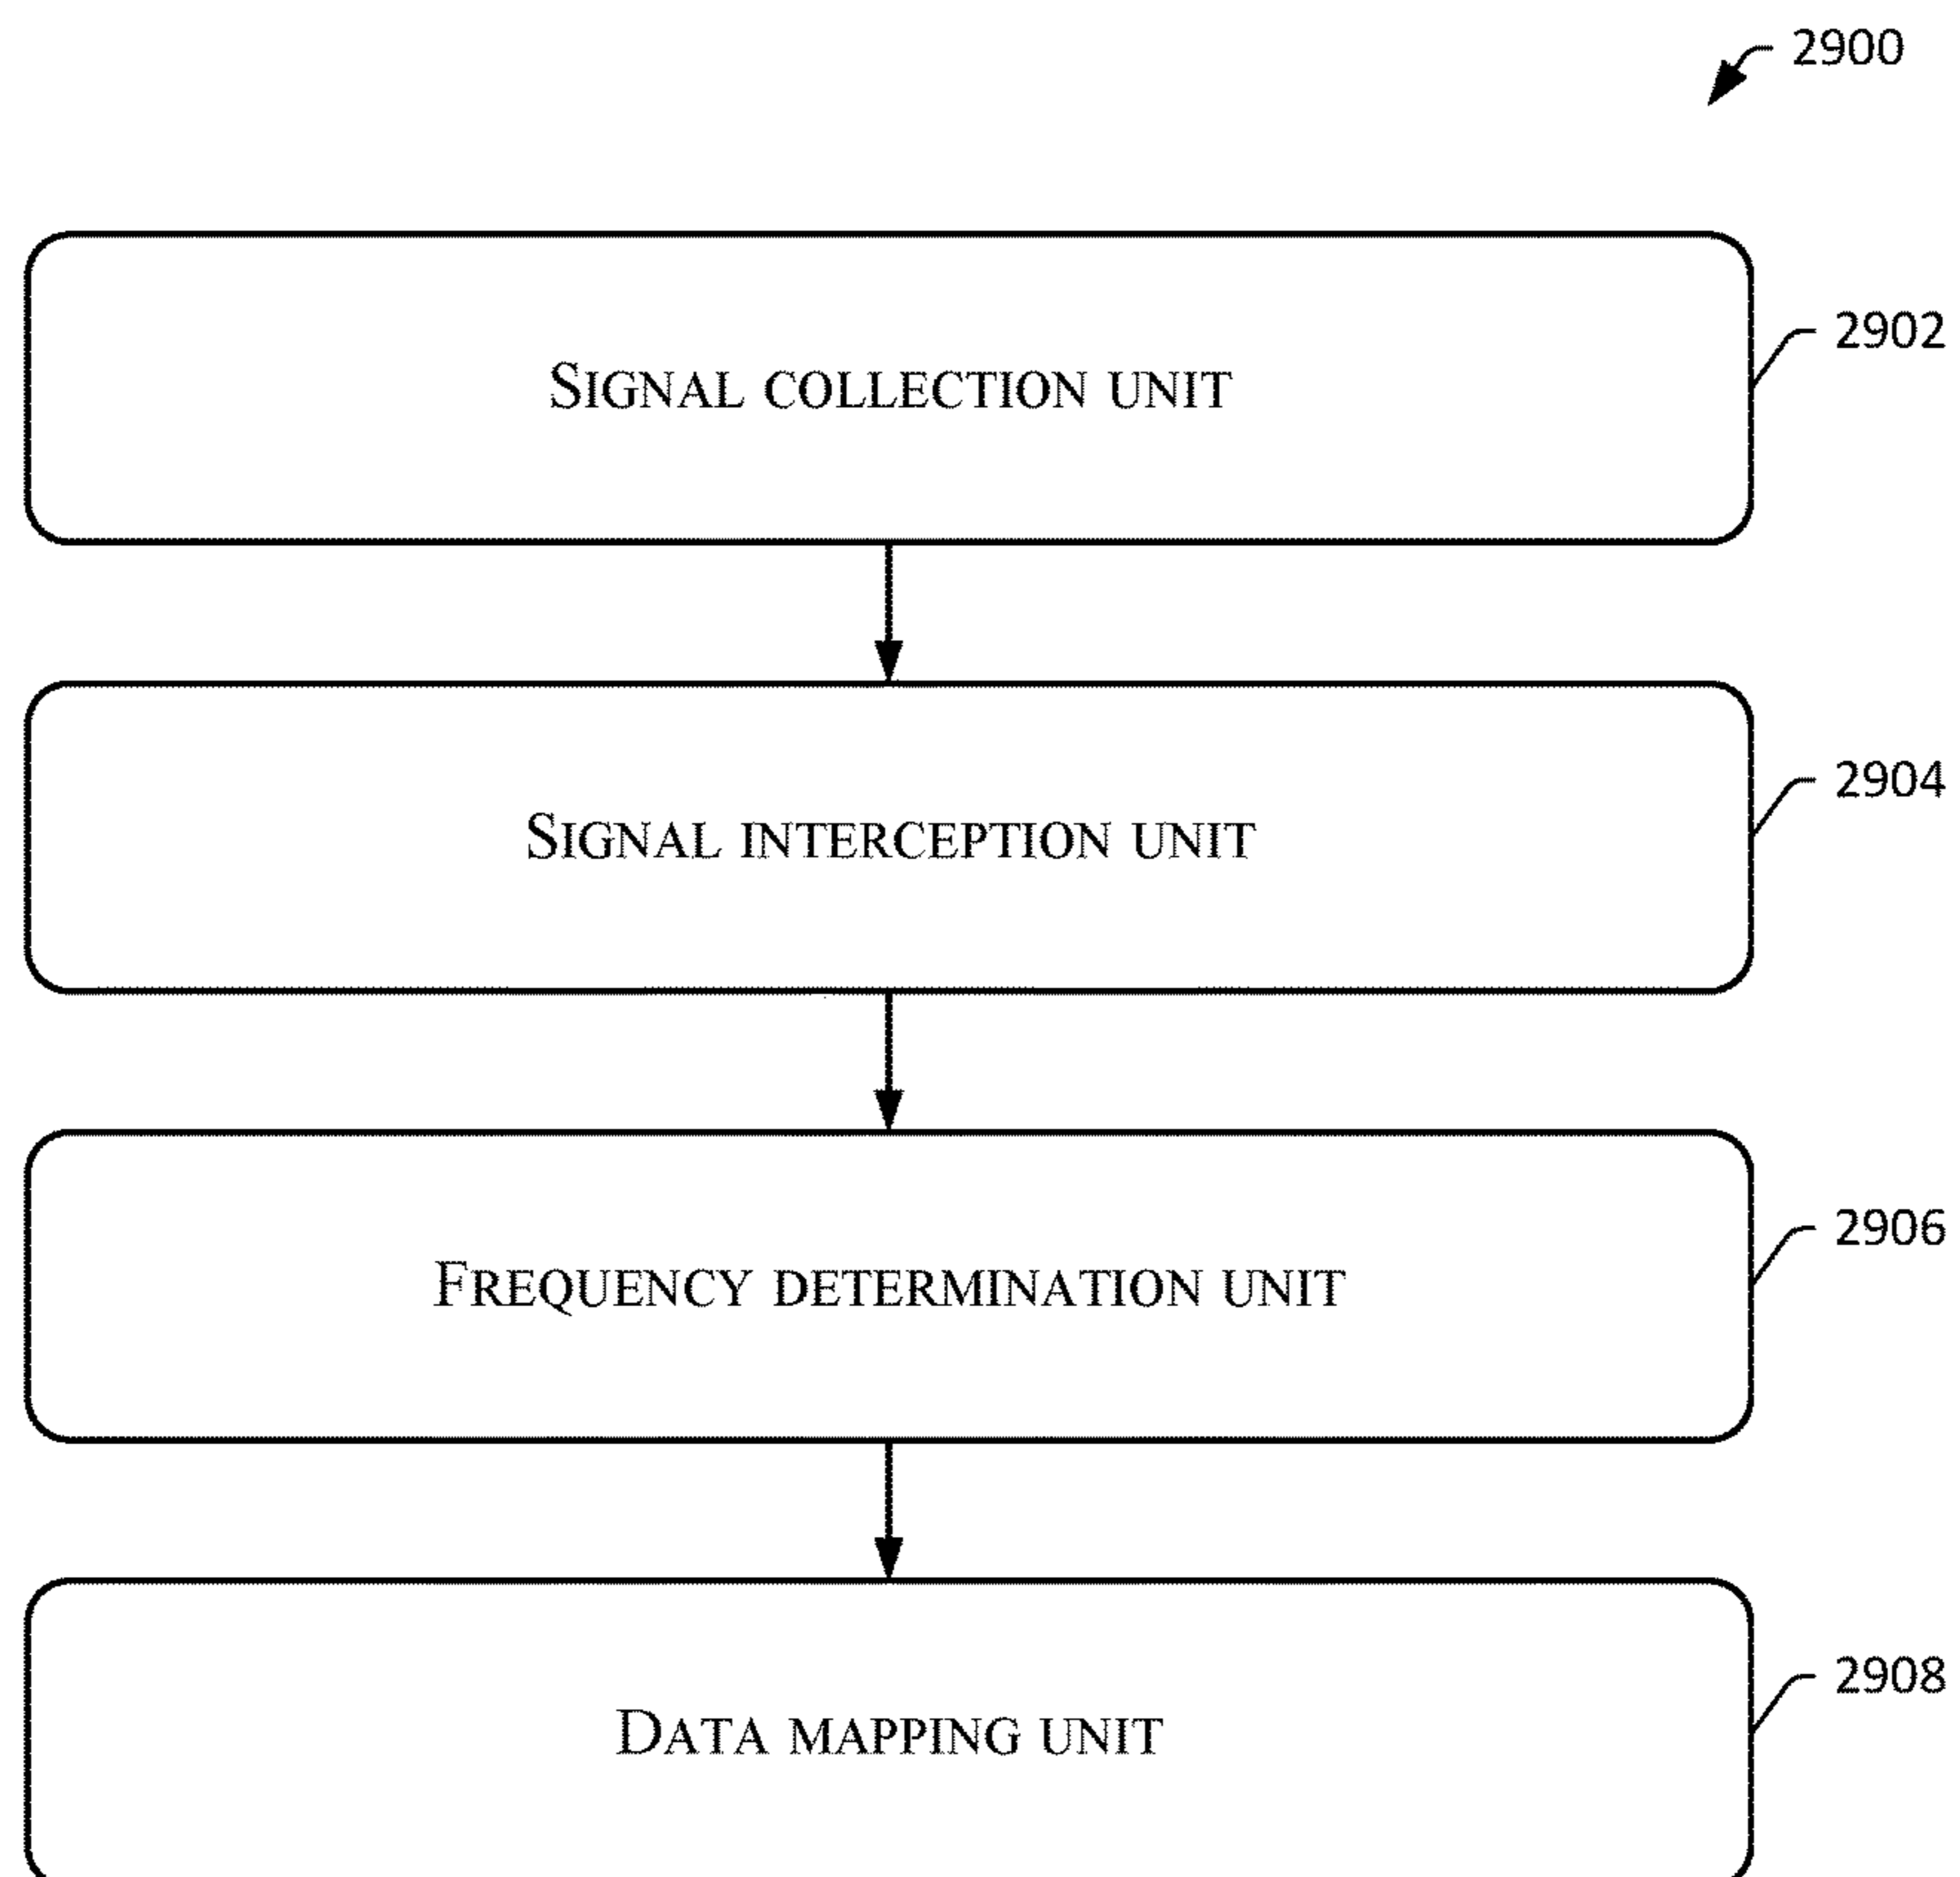 2900
SIGNAL COLLECTION UNIT
2902
SIGNAL INTERCEPTION UNIT
2904
FREQUENCY DETERMINATION UNIT
2906
DATA MAPPING UNIT
2908